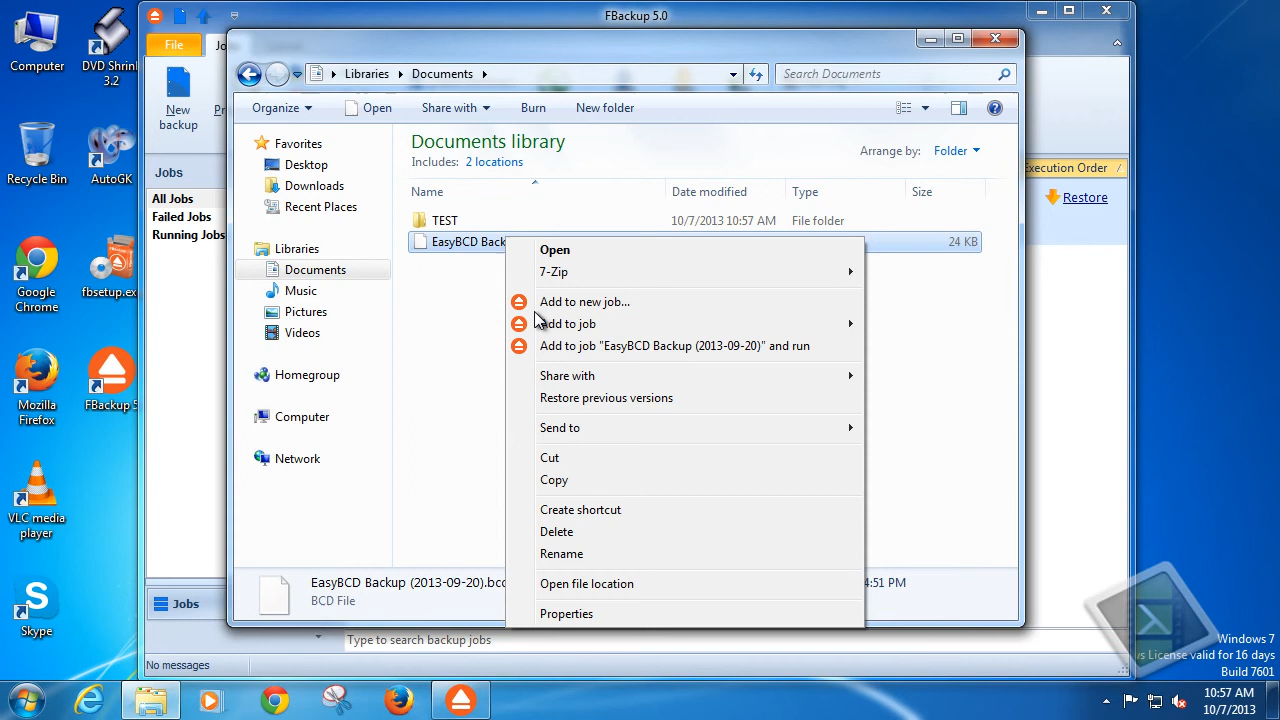 FBackup 5.0
Computer
DVD Shrink
3.2
Recycle Bin
AutoGK
Google
Chrome
fbsetup.ex
Mozilla
Firefox
FBackup 5
VLC media
player
Skype
File
New
backup
Jobs
All Jobs
Failed Jobs
Running Jobs
Execution Order
Restore
Libraries
Documents
Search Documents
Organize
Open
Share with
Burn
New folder
Favorites
Desktop
Downloads
Recent Places
Libraries
Documents
Music
Pictures
Videos
Homegroup
Computer
Network
Documents library
Includes: 2 locations
Arrange by: Folder
Name
Date modified
Type
Size
TEST
10/7/2013 10:57 AM
File folder
EasyBCD Back
24 KB
Open
7-Zip
Add to new job...
Add to job
Add to job "EasyBCD Backup (2013-09-20)" and run
Share with
Restore previous versions
Send to
Cut
Copy
Create shortcut
Delete
Rename
Open file location
Properties
EasyBCD Backup (2013-09-20).bcd
BCD File
4:51 PM
Jobs
Type to search backup jobs
No messages
Windows 7
s License valid for 16 days
Build 7601
10:57 AM
10/7/2013